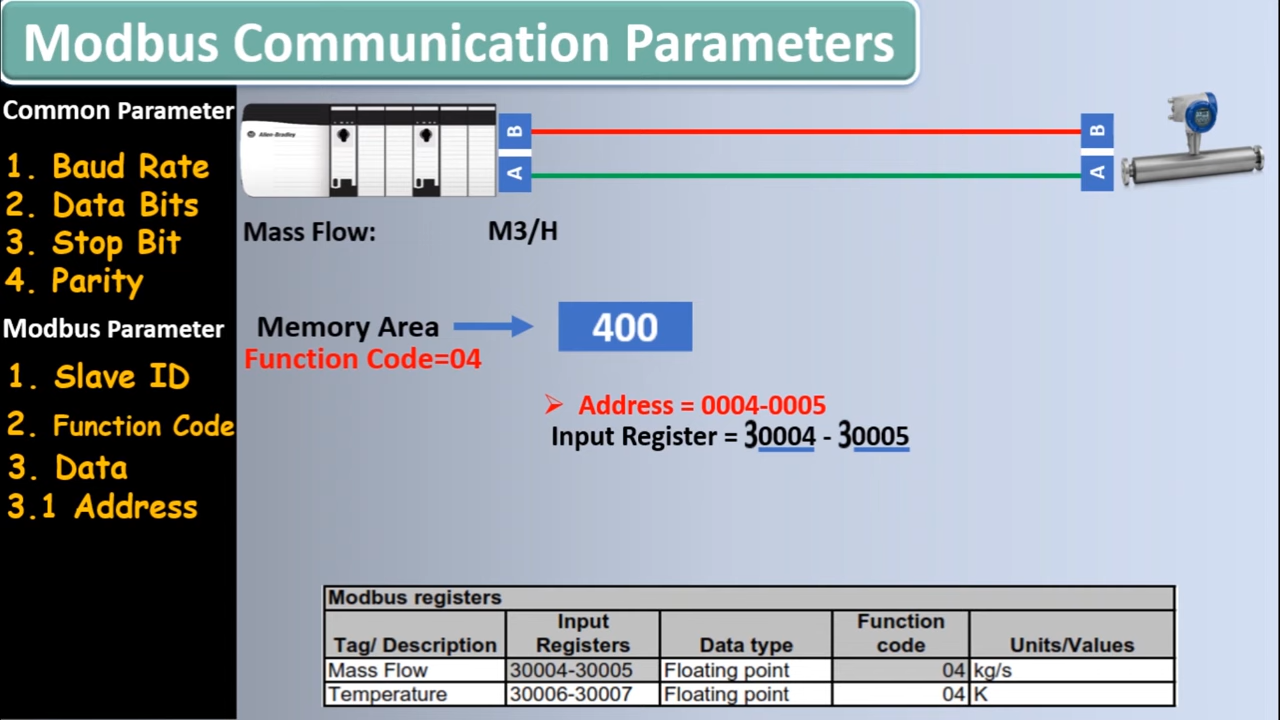 Modbus Communication Parameters
Common Parameter
1. Baud Rate
2. Data Bits
3. Stop Bit
4. Parity
Modbus Parameter
1. Slave ID
2. Function Code
3. Data
3.1 Address
Allen-Bradley
B
A
B
A
Mass Flow: M3/H
Memory Area
400
Function Code=04
Address = 0004-0005
Input Register = 30004 - 30005
Modbus registers
Tag/ Description Input Registers Data type Function code Units/Values
Mass Flow 30004-30005 Floating point 04 kg/s
Temperature 30006-30007 Floating point 04 K